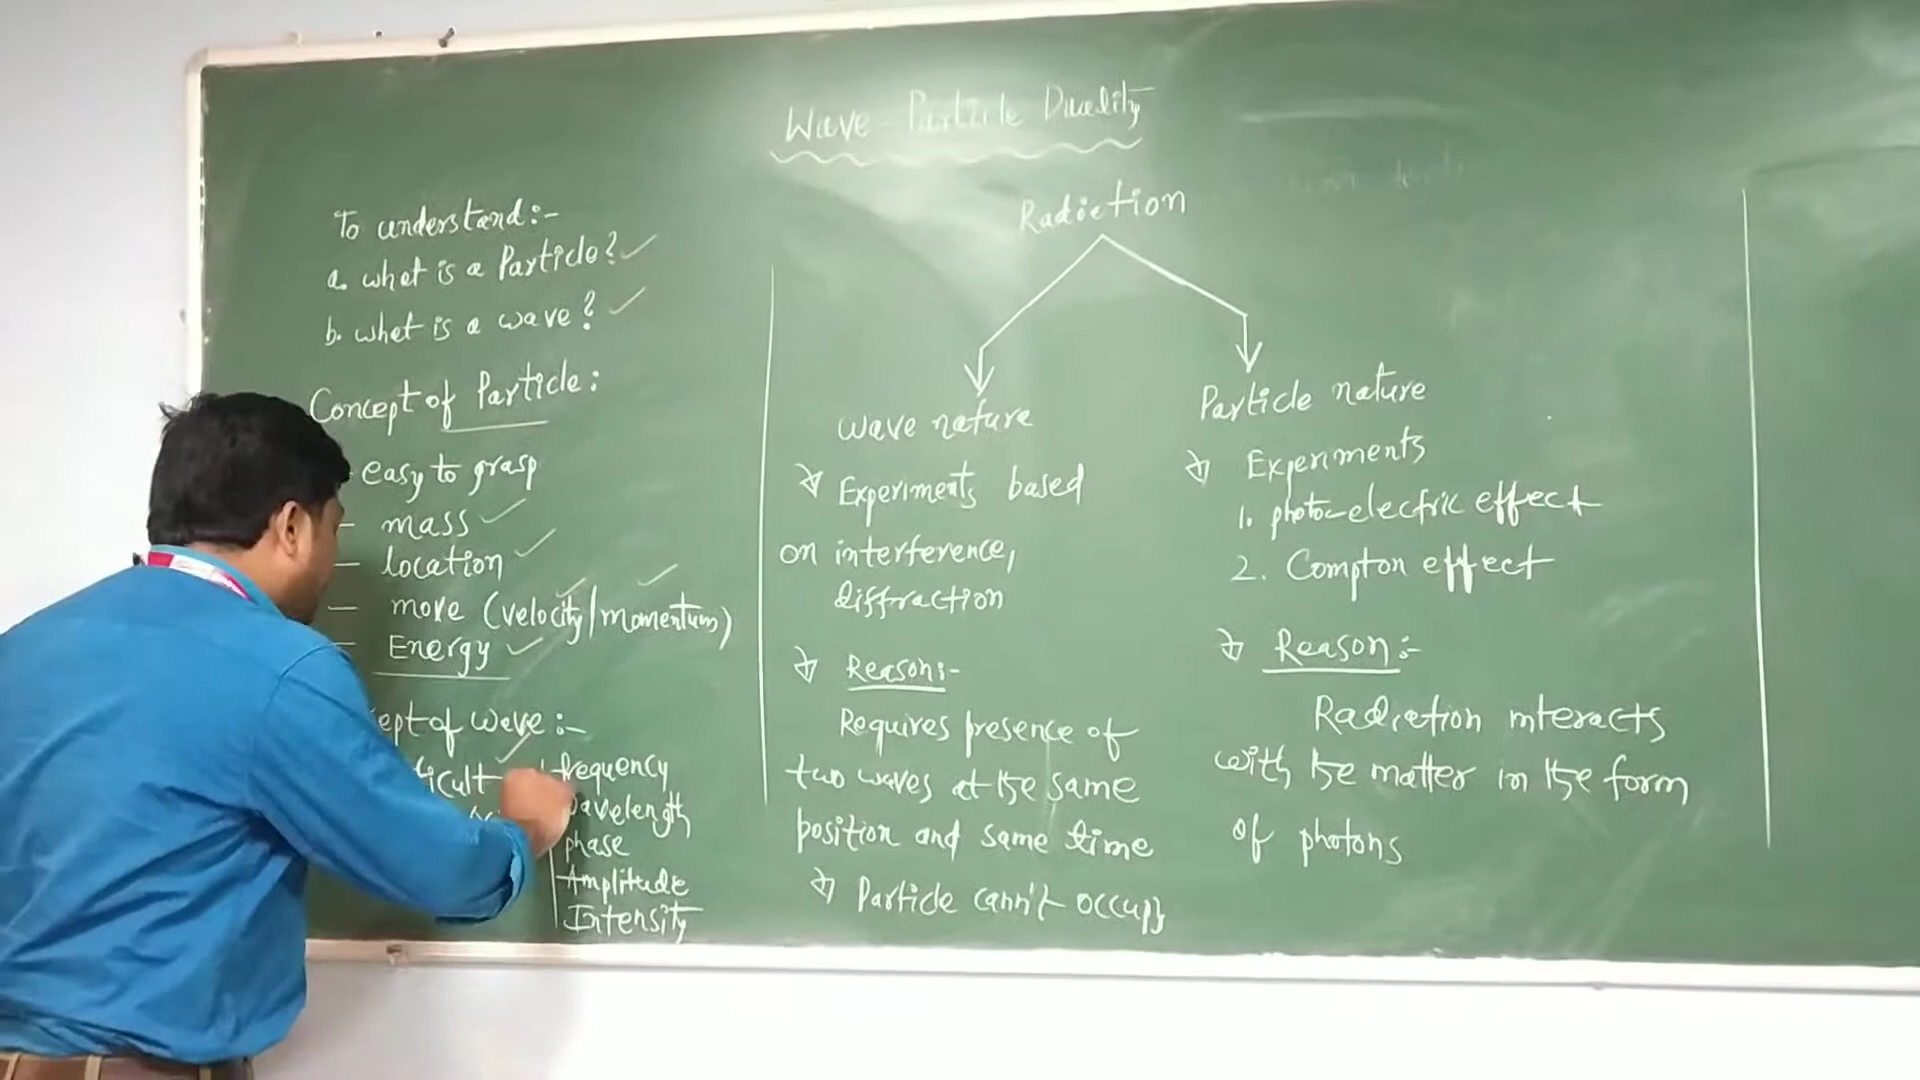 Wave-Particle Duality
To understand:-
a. what is a Particle? ✓
b. what is a wave? ✓
Concept of Particle:
easy to grasp
- mass ✓
- location ✓
- move (velocity/momentum) ✓ ✓
- Energy ✓
of wave:-
frequency
wavelength
phase
Amplitude
Intensity
Radiation
Wave nature
Experiments based
on interference,
diffraction
Reason:-
Requires presence of
two waves at the same
position and same time
Particle cann't occupy
Particle nature
Experiments
1. photo-electric effect
2. Compton effect
Reason:-
Radiation interacts
with the matter in the form
of photons